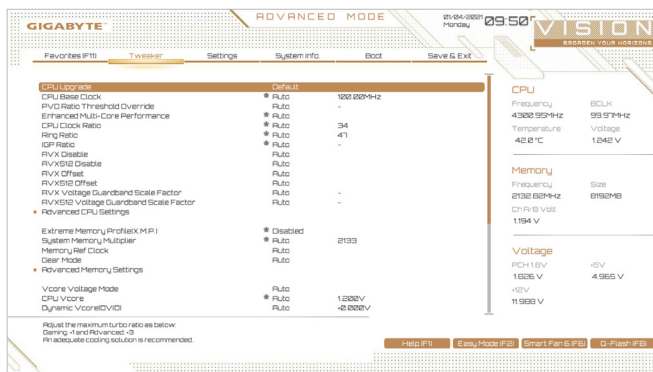 GIGABYTE™
ADVANCED MODE
01/04/2021 Monday 09:50
VISION
BROADEN YOUR HORIZONS
Favorites (F11) Tweaker Settings System Info. Boot Save & Exit
CPU Upgrade Default
CPU Base Clock * Auto 100.00MHz
PVD Ratio Threshold Override Auto -
Enhanced Multi-Core Performance * Auto
CPU Clock Ratio * Auto 34
Ring Ratio * Auto 41
IGP Ratio * Auto -
AVX Disable Auto
AVX512 Disable Auto
AVX Offset Auto
AVX512 Offset Auto
AVX Voltage Guardband Scale Factor Auto -
AVX512 Voltage Guardband Scale Factor Auto -
Advanced CPU Settings
Extreme Memory Profile(X.M.P.) * Disabled
System Memory Multiplier * Auto 2133
Memory Ref Clock Auto
Gear Mode Auto
Advanced Memory Settings
Vcore Voltage Mode Auto
CPU Vcore * Auto 1.200V
Dynamic Vcore(DVID) Auto +0.000V
Adjust the maximum turbo ratio as below:
Gaming: +1 and Advanced: +3
An adequate cooling solution is recommended.
CPU
Frequency BCLK
4300.95MHz 99.97MHz
Temperature Voltage
42.0 °C 1.242 V
Memory
Frequency Size
2132.82MHz 8192MB
Ch A/B Volt
1.194 V
Voltage
PCH 1.8V +5V
1.826 V 4.965 V
+12V
11.988 V
Help (F1) Easy Mode (F2) Smart Fan 6 (F6) Q-Flash (F8)